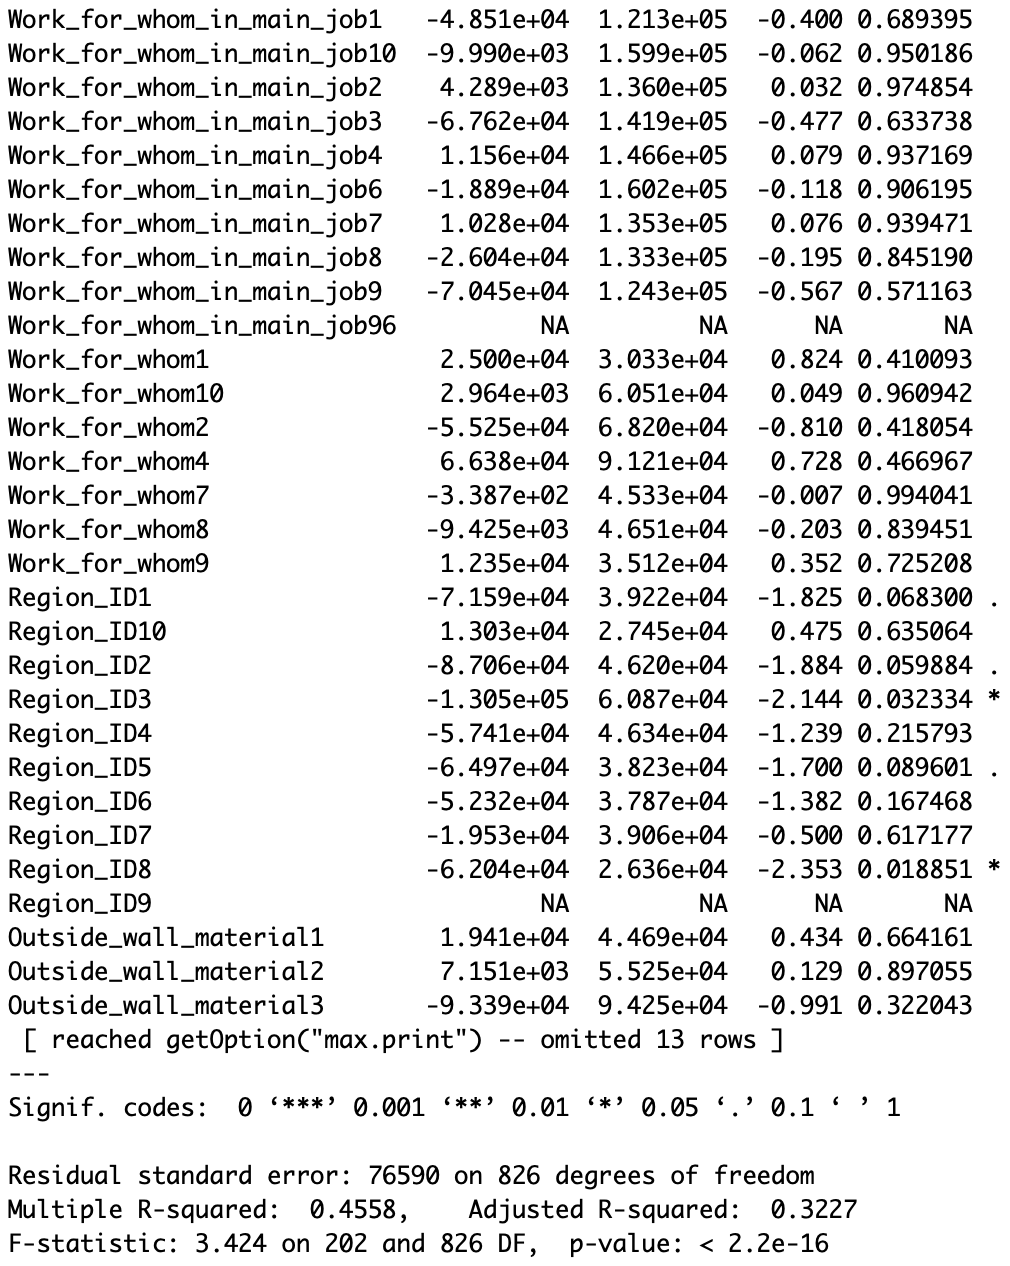 Work_for_whom_in_main_job1 -4.851e+04 1.213e+05 -0.400 0.689395
Work_for_whom_in_main_job10 -9.990e+03 1.599e+05 -0.062 0.950186
Work_for_whom_in_main_job2 4.289e+03 1.360e+05 0.032 0.974854
Work_for_whom_in_main_job3 -6.762e+04 1.419e+05 -0.477 0.633738
Work_for_whom_in_main_job4 1.156e+04 1.466e+05 0.079 0.937169
Work_for_whom_in_main_job6 -1.889e+04 1.602e+05 -0.118 0.906195
Work_for_whom_in_main_job7 1.028e+04 1.353e+05 0.076 0.939471
Work_for_whom_in_main_job8 -2.604e+04 1.333e+05 -0.195 0.845190
Work_for_whom_in_main_job9 -7.045e+04 1.243e+05 -0.567 0.571163
Work_for_whom_in_main_job96 NA NA NA NA
Work_for_whom1 2.500e+04 3.033e+04 0.824 0.410093
Work_for_whom10 2.964e+03 6.051e+04 0.049 0.960942
Work_for_whom2 -5.525e+04 6.820e+04 -0.810 0.418054
Work_for_whom4 6.638e+04 9.121e+04 0.728 0.466967
Work_for_whom7 -3.387e+02 4.533e+04 -0.007 0.994041
Work_for_whom8 -9.425e+03 4.651e+04 -0.203 0.839451
Work_for_whom9 1.235e+04 3.512e+04 0.352 0.725208
Region_ID1 -7.159e+04 3.922e+04 -1.825 0.068300 .
Region_ID10 1.303e+04 2.745e+04 0.475 0.635064
Region_ID2 -8.706e+04 4.620e+04 -1.884 0.059884 .
Region_ID3 -1.305e+05 6.087e+04 -2.144 0.032334 *
Region_ID4 -5.741e+04 4.634e+04 -1.239 0.215793
Region_ID5 -6.497e+04 3.823e+04 -1.700 0.089601 .
Region_ID6 -5.232e+04 3.787e+04 -1.382 0.167468
Region_ID7 -1.953e+04 3.906e+04 -0.500 0.617177
Region_ID8 -6.204e+04 2.636e+04 -2.353 0.018851 *
Region_ID9 NA NA NA NA
Outside_wall_material1 1.941e+04 4.469e+04 0.434 0.664161
Outside_wall_material2 7.151e+03 5.525e+04 0.129 0.897055
Outside_wall_material3 -9.339e+04 9.425e+04 -0.991 0.322043
[ reached getOption("max.print") -- omitted 13 rows ]
---
Signif. codes: 0 ‘***’ 0.001 ‘**’ 0.01 ‘*’ 0.05 ‘.’ 0.1 ‘ ’ 1
Residual standard error: 76590 on 826 degrees of freedom
Multiple R-squared: 0.4558, Adjusted R-squared: 0.3227
F-statistic: 3.424 on 202 and 826 DF, p-value: < 2.2e-16